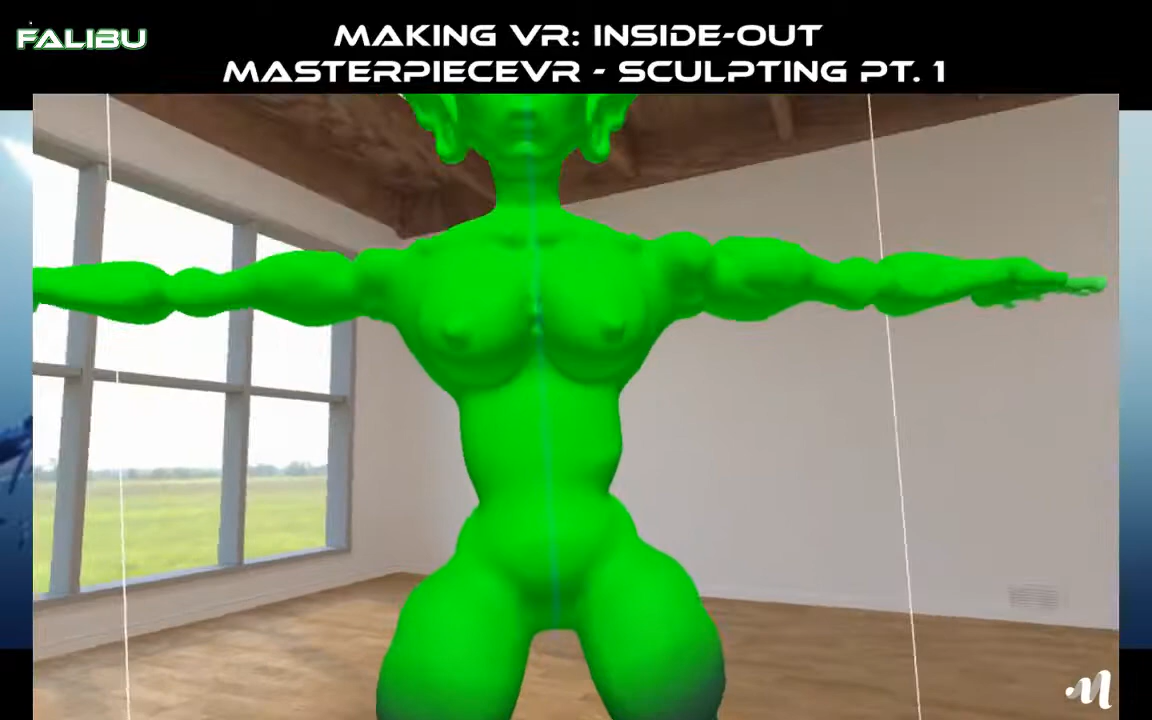 FALIBU
MAKING VR: INSIDE-OUT
MASTERPIECEVR - SCULPTING PT. 1